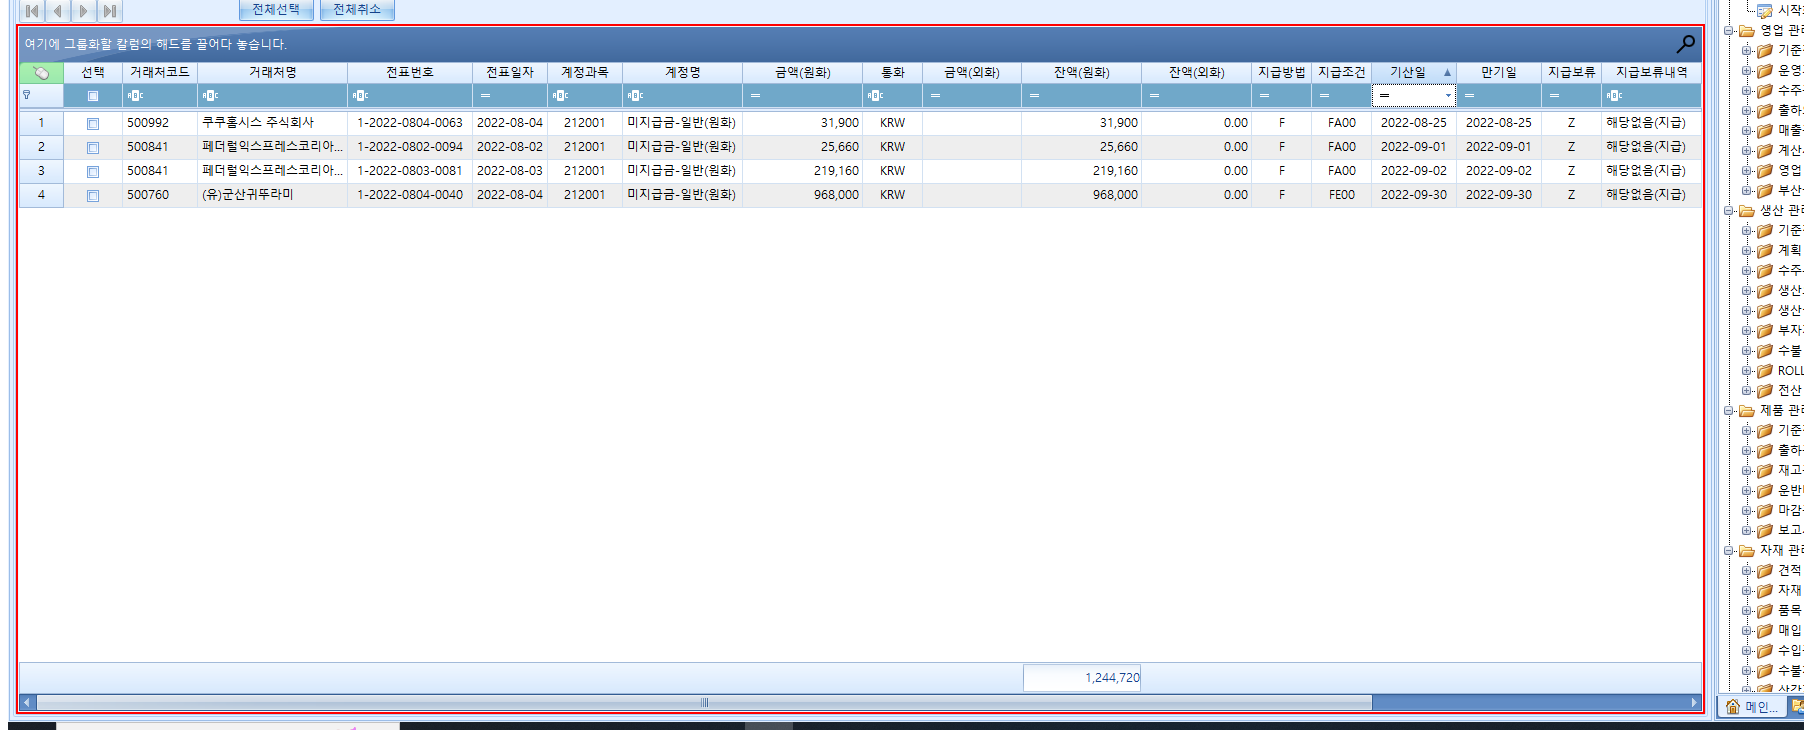 전체선택 전체취소
여기에 그룹화할 칼럼의 헤드를 끌어다 놓습니다.
선택 거래처코드 거래처명 전표번호 전표일자 계정과목 계정명 금액(원화) 통화 금액(외화) 잔액(원화) 잔액(외화) 지급방법 지급조건 기산일 ▲ 만기일 지급보류 지급보류내역
1 500992 쿠쿠홈시스 주식회사 1-2022-0804-0063 2022-08-04 212001 미지급금-일반(원화) 31,900 KRW 31,900 0.00 F FA00 2022-08-25 2022-08-25 Z 해당없음(지급)
2 500841 페더럴익스프레스코리아... 1-2022-0802-0094 2022-08-02 212001 미지급금-일반(원화) 25,660 KRW 25,660 0.00 F FA00 2022-09-01 2022-09-01 Z 해당없음(지급)
3 500841 페더럴익스프레스코리아... 1-2022-0803-0081 2022-08-03 212001 미지급금-일반(원화) 219,160 KRW 219,160 0.00 F FA00 2022-09-02 2022-09-02 Z 해당없음(지급)
4 500760 (유)군산귀뚜라미 1-2022-0804-0040 2022-08-04 212001 미지급금-일반(원화) 968,000 KRW 968,000 0.00 F FE00 2022-09-30 2022-09-30 Z 해당없음(지급)
1,244,720
시작
영업 관리
기준
운영
수주
출하
매출
계산
영업
부산
생산 관리
기준
계획
수주
생산
생산
부자
수불
ROLL
전산
제품 관리
기준
출하
재고
운반
마감
보고
자재 관리
견적
자재
품목
매입
수입
수불
메인...